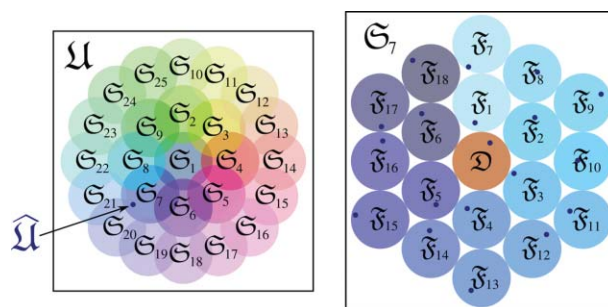 𝔘
𝔖₁
𝔖₂
𝔖₃
𝔖₄
𝔖₅
𝔖₆
𝔖₇
𝔖₈
𝔖₉
𝔖₁₀
𝔖₁₁
𝔖₁₂
𝔖₁₃
𝔖₁₄
𝔖₁₅
𝔖₁₆
𝔖₁₇
𝔖₁₈
𝔖₁₉
𝔖₂₀
𝔖₂₁
𝔖₂₂
𝔖₂₃
𝔖₂₄
𝔖₂₅
𝔘̂
𝔖₇
𝔇
𝔉₁
𝔉₂
𝔉₃
𝔉₄
𝔉₅
𝔉₆
𝔉₇
𝔉₈
𝔉₉
𝔉₁₀
𝔉₁₁
𝔉₁₂
𝔉₁₃
𝔉₁₄
𝔉₁₅
𝔉₁₆
𝔉₁₇
𝔉₁₈